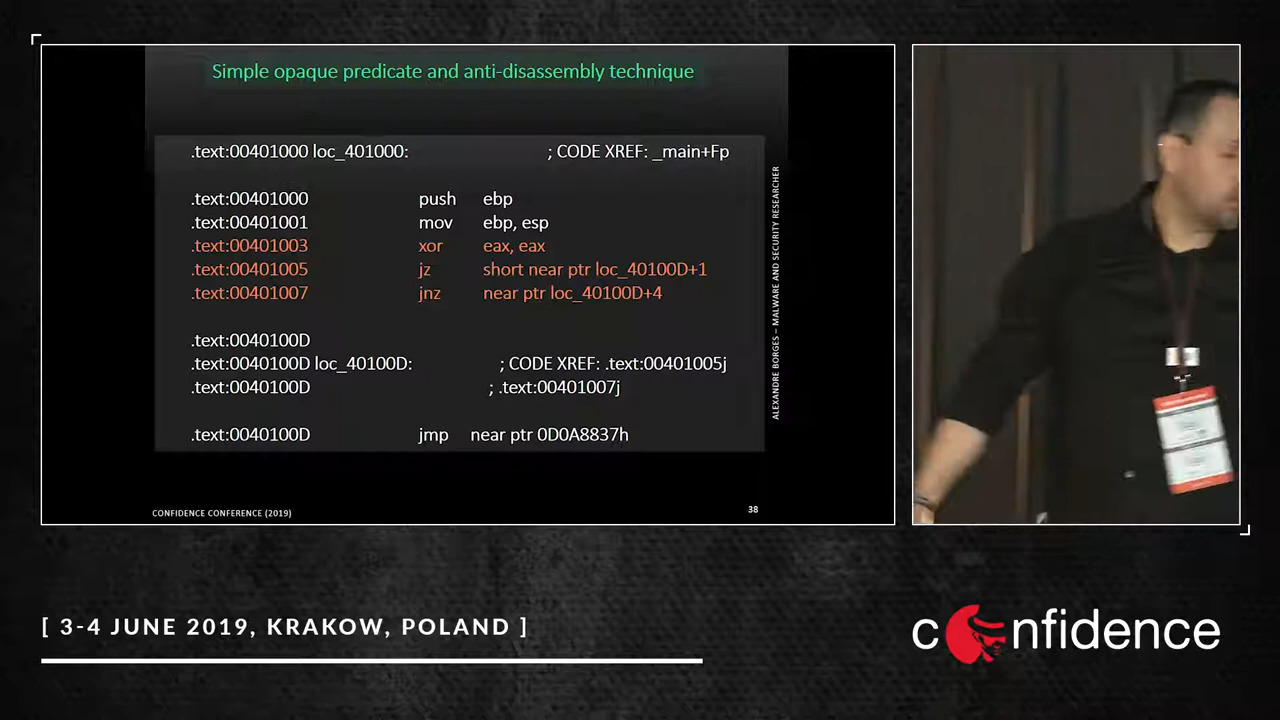 Simple opaque predicate and anti-disassembly technique
.text:00401000 loc_401000: ; CODE XREF: _main+Fp
.text:00401000 push ebp
.text:00401001 mov ebp, esp
.text:00401003 xor eax, eax
.text:00401005 jz short near ptr loc_40100D+1
.text:00401007 jnz near ptr loc_40100D+4
.text:0040100D
.text:0040100D loc_40100D: ; CODE XREF: .text:00401005j
.text:0040100D ; .text:00401007j
.text:0040100D jmp near ptr 0D0A8837h
ALEXANDRE BORGES – MALWARE AND SECURITY RESEARCHER
CONFIDENCE CONFERENCE (2019)
38
[ 3-4 JUNE 2019, KRAKOW, POLAND ]
confidence